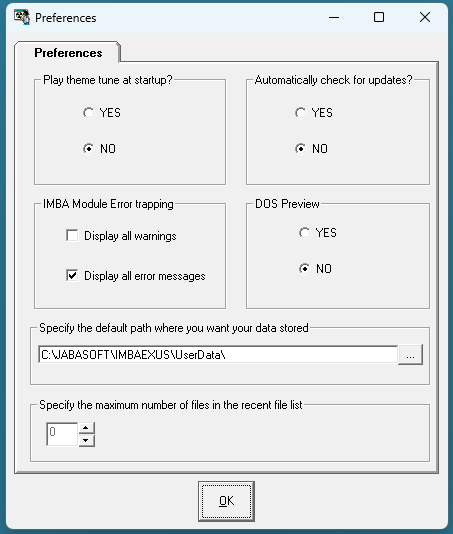 Preferences
Preferences
Play theme tune at startup?
YES
NO
Automatically check for updates?
YES
NO
IMBA Module Error trapping
Display all warnings
Display all error messages
DOS Preview
YES
NO
Specify the default path where you want your data stored
C:\JABASOFT\IMBAEXUS\UserData\
...
Specify the maximum number of files in the recent file list
0
OK